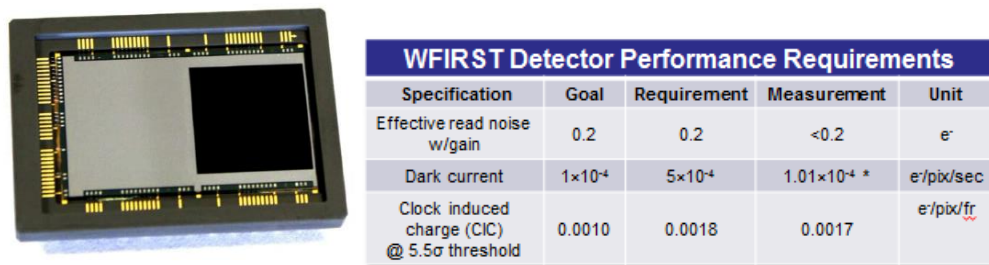 WFIRST Detector Performance Requirements
Specification Goal Requirement Measurement Unit
Effective read noise
w/gain 0.2 0.2 <0.2 e⁻
Dark current 1×10⁻⁴ 5×10⁻⁴ 1.01×10⁻⁴ * e⁻/pix/sec
Clock induced
charge (CIC)
@ 5.5σ threshold 0.0010 0.0018 0.0017 e⁻/pix/fr